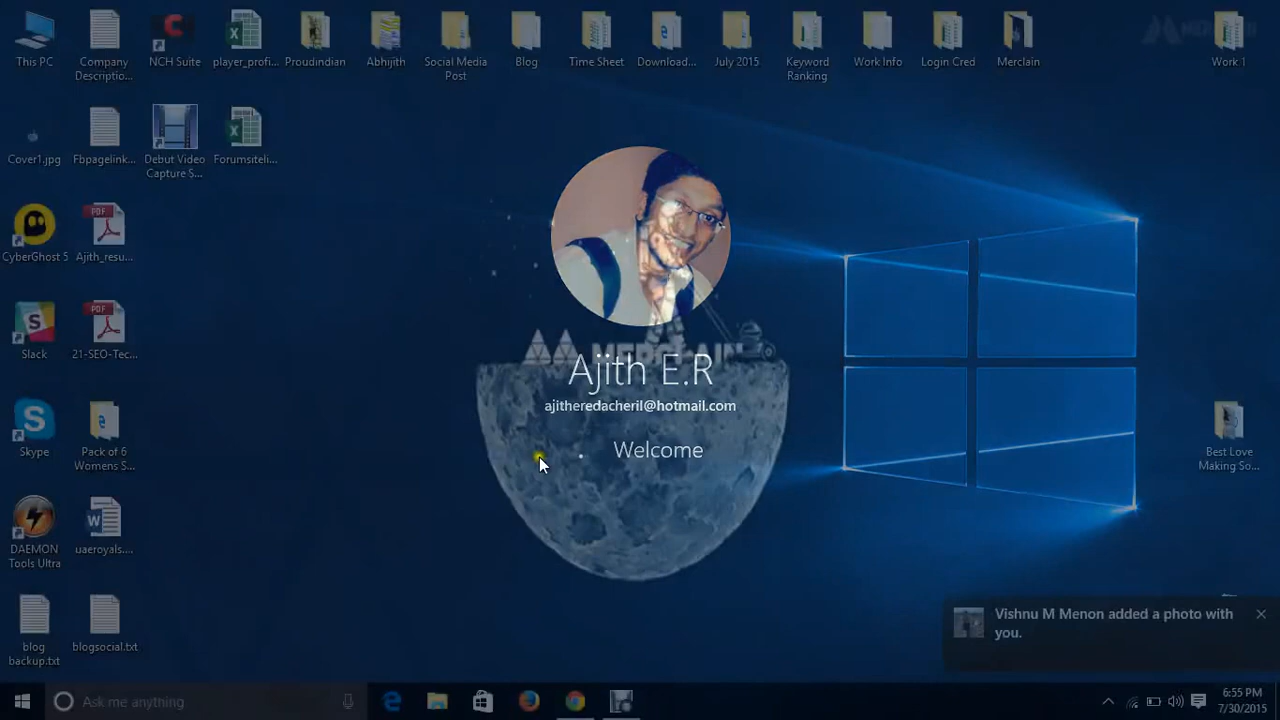 This PC
Company
Descriptio...
NCH Suite
player_profi...
Proudindian
Abhijith
Social Media
Post
Blog
Time Sheet
Download...
July 2015
Keyword
Ranking
Work Info
Login Cred
Merclain
Work !
MERCLAIN
Cover1.jpg
Fbpagelink...
Debut Video
Capture S...
Forumsiteli...
CyberGhost 5
PDF
Ajith_resu...
Slack
PDF
21-SEO-Tec...
MERCLAIN
Ajith E.R
ajitheredacheril@hotmail.com
Welcome
Skype
Pack of 6
Womens S...
Best Love
Making So...
DAEMON
Tools Ultra
uaeroyals....
blog
backup.txt
blogsocial.txt
Vishnu M Menon added a photo with
you.
Ask me anything
6:55 PM
7/30/2015